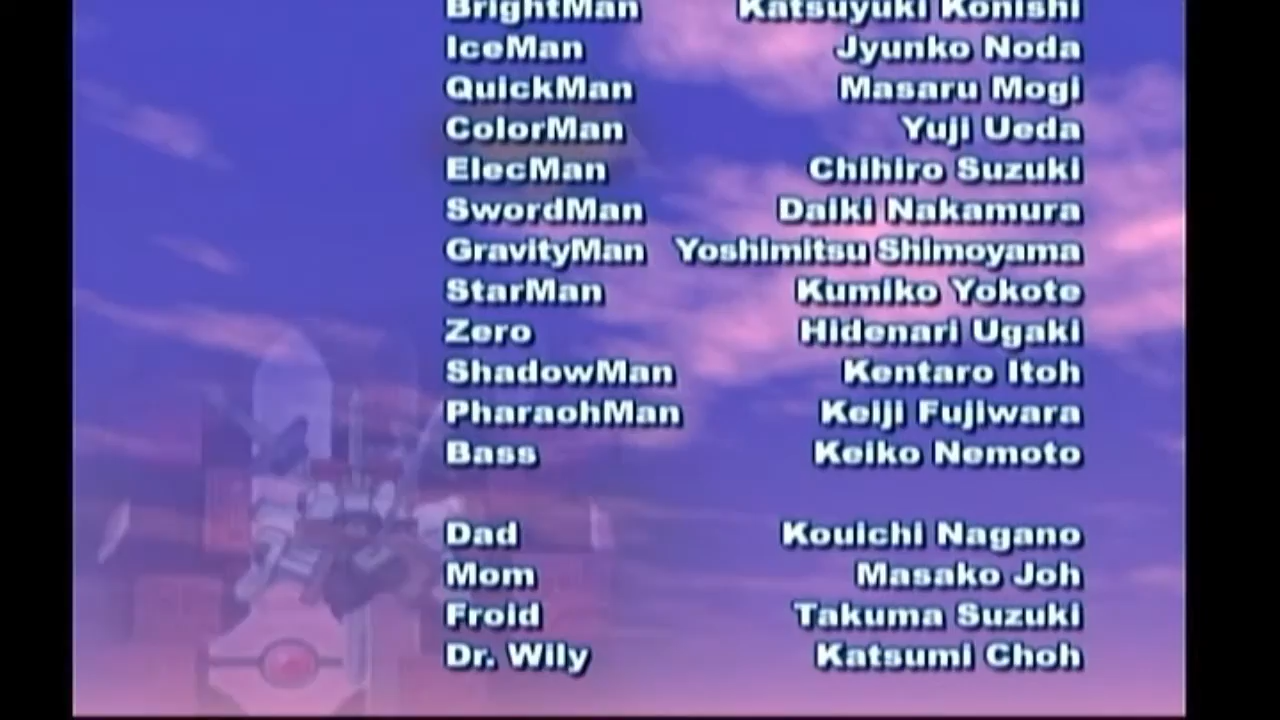 BrightMan Katsuyuki Konishi
IceMan Jyunko Noda
QuickMan Masaru Mogi
ColorMan Yuji Ueda
ElecMan Chihiro Suzuki
SwordMan Daiki Nakamura
GravityMan Yoshimitsu Shimoyama
StarMan Kumiko Yokote
Zero Hidenari Ugaki
ShadowMan Kentaro Itoh
PharaohMan Keiji Fujiwara
Bass Keiko Nemoto
Dad Kouichi Nagano
Mom Masako Joh
Froid Takuma Suzuki
Dr. Wily Katsumi Choh